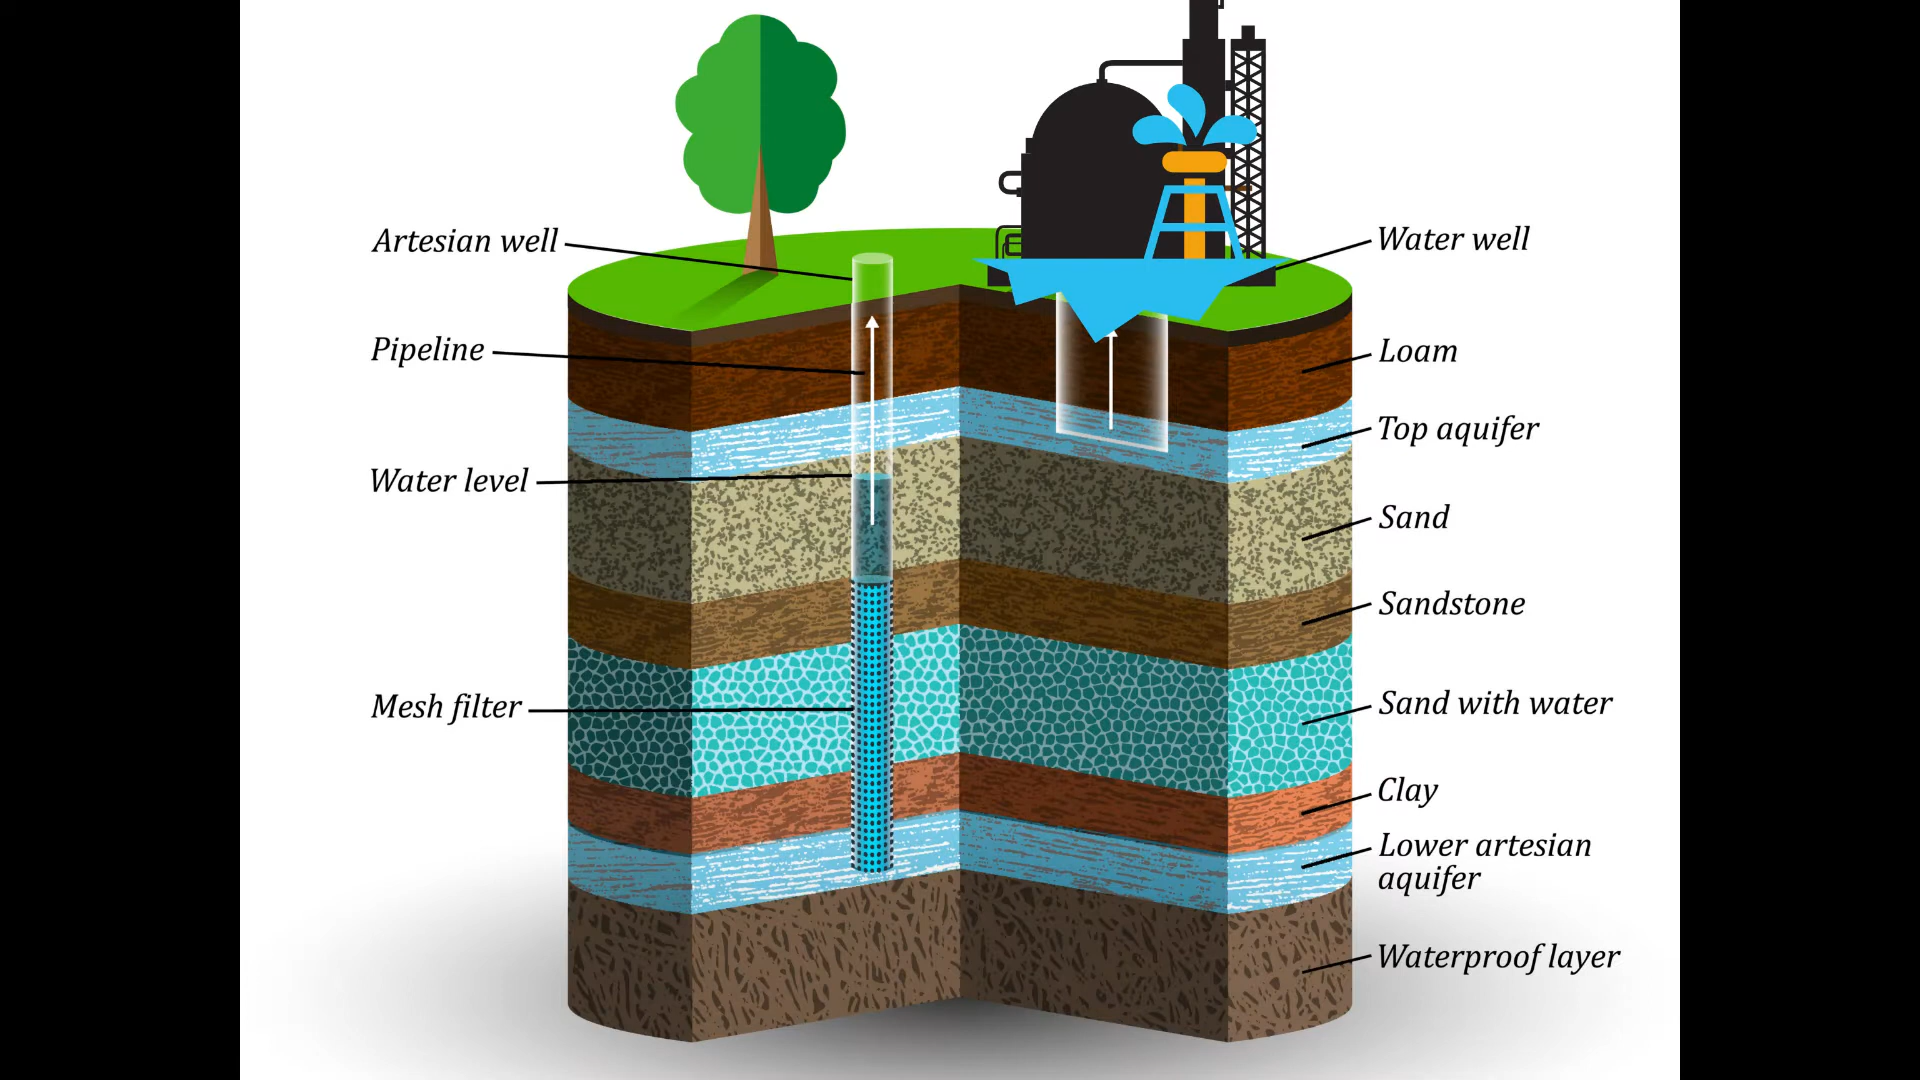 Artesian well
Pipeline
Water level
Mesh filter
Water well
Loam
Top aquifer
Sand
Sandstone
Sand with water
Clay
Lower artesian
aquifer
Waterproof layer